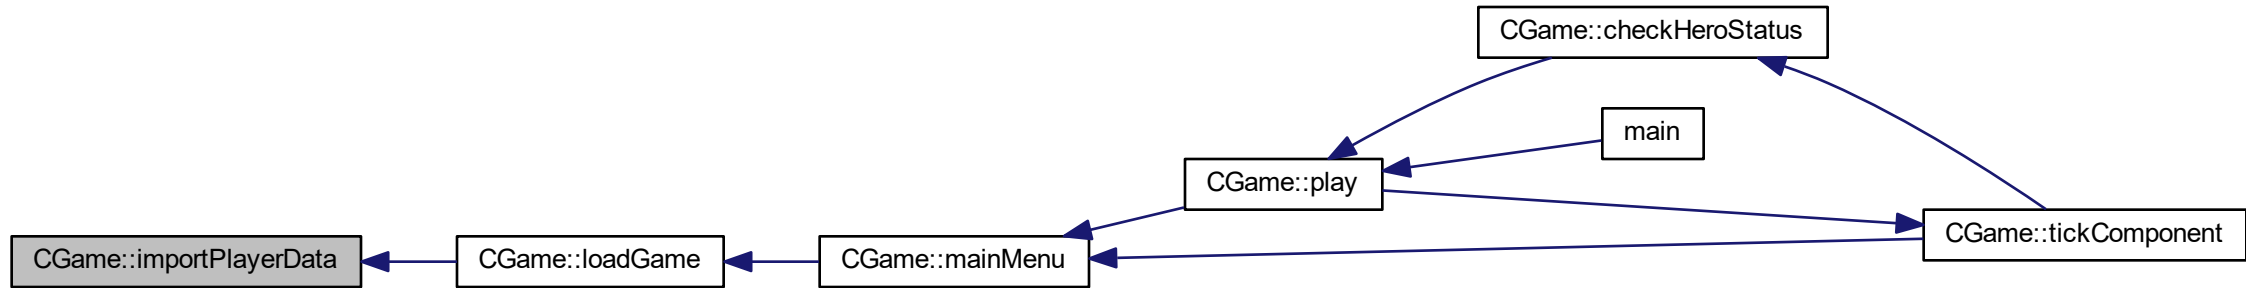 CGame::checkHeroStatus
main
CGame::play
CGame::tickComponent
CGame::importPlayerData
CGame::loadGame
CGame::mainMenu